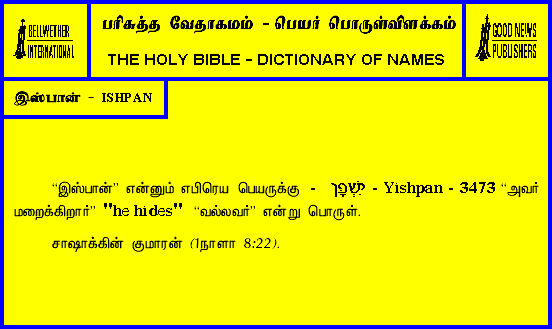 BELLWETHER
INTERNATIONAL
பரிசுத்த வேதாகமம் - பெயர் பொருள்விளக்கம்
THE HOLY BIBLE - DICTIONARY OF NAMES
GOOD NEWS
PUBLISHERS
இஸ்பான் - ISHPAN
“இஸ்பான்” என்னும் எபிரெய பெயருக்கு - יִשְׁפָּן - Yishpan - 3473 “அவர்
மறைக்கிறார்” "he hides" “வல்லவர்” என்று பொருள்.
சாஷாக்கின் குமாரன் (1நாளா 8:22).